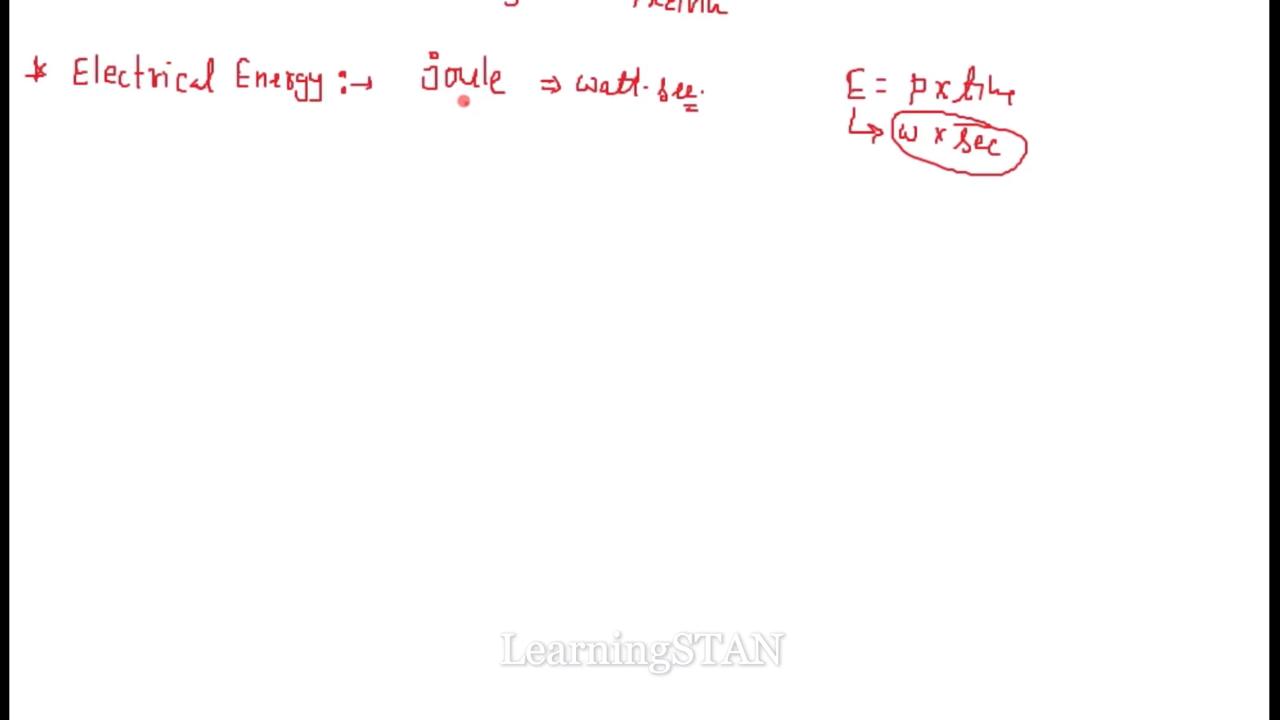 * Electrical Energy :→ joule ⇒ watt. sec. E = p x time
↳ w x sec
LearningSTAN